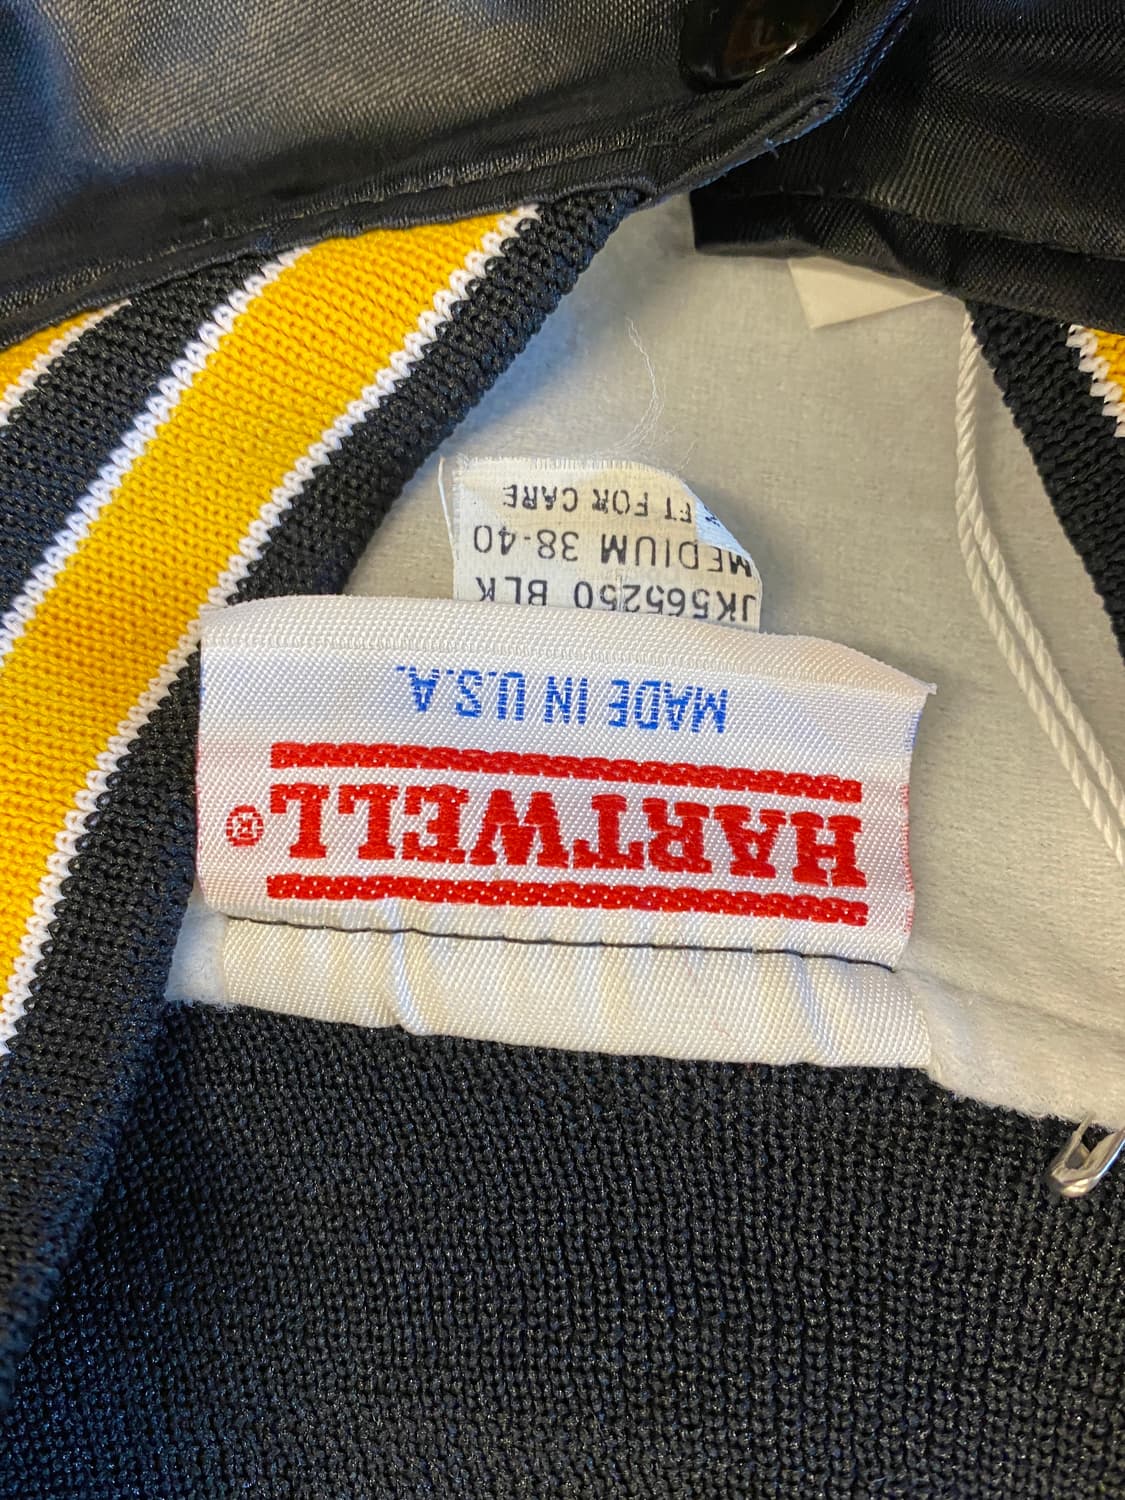 HARTWELL®
MADE IN U.S.A.
JK565250 BLK
MEDIUM 38-40
FT FOR CARE